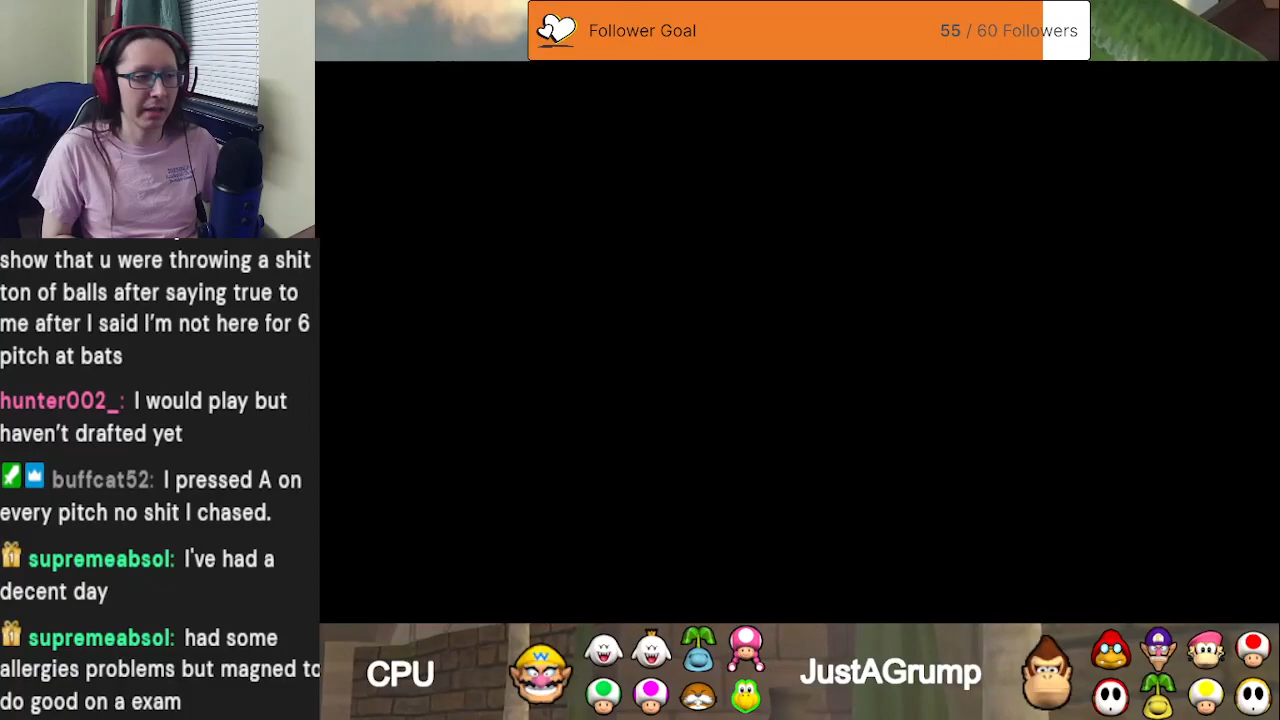 Follower Goal
55 / 60 Followers
show that u were throwing a shit
ton of balls after saying true to
me after I said I'm not here for 6
pitch at bats
hunter002_: I would play but
haven't drafted yet
buffcat52: I pressed A on
every pitch no shit I chased.
supremeabsol: I've had a
decent day
supremeabsol: had some
allergies problems but magned to
do good on a exam
CPU
JustAGrump